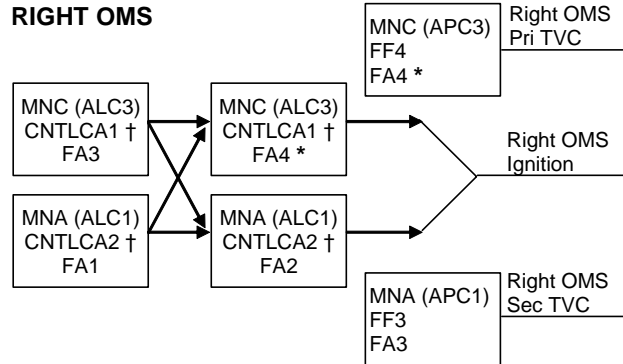 RIGHT OMS
MNC (APC3)
FF4
FA4 *
Right OMS
Pri TVC
MNC (ALC3)
CNTLCA1 †
FA3
MNC (ALC3)
CNTLCA1 †
FA4 *
Right OMS
Ignition
MNA (ALC1)
CNTLCA2 †
FA1
MNA (ALC1)
CNTLCA2 †
FA2
MNA (APC1)
FF3
FA3
Right OMS
Sec TVC